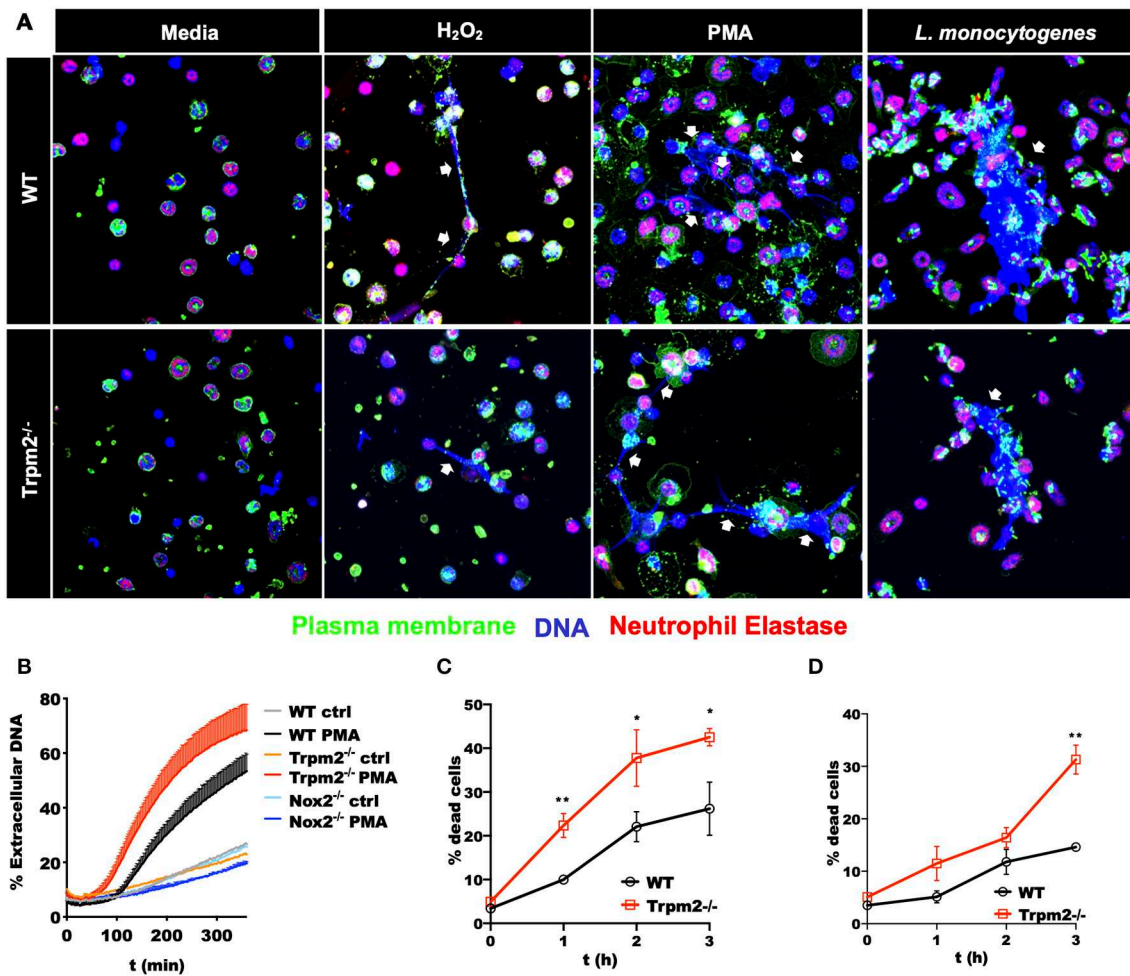 A
Media
H₂O₂
PMA
L. monocytogenes
WT
Trpm2-/-
Plasma membrane DNA Neutrophil Elastase
B
% Extracellular DNA
80
60
40
20
0
0 100 200 300
t (min)
WT ctrl
WT PMA
Trpm2-/- ctrl
Trpm2-/- PMA
Nox2-/- ctrl
Nox2-/- PMA
C
% dead cells
50
40
30
20
10
0
**
*
*
WT
Trpm2-/-
0 1 2 3
t (h)
D
% dead cells
40
30
20
10
0
**
WT
Trpm2-/-
0 1 2 3
t (h)